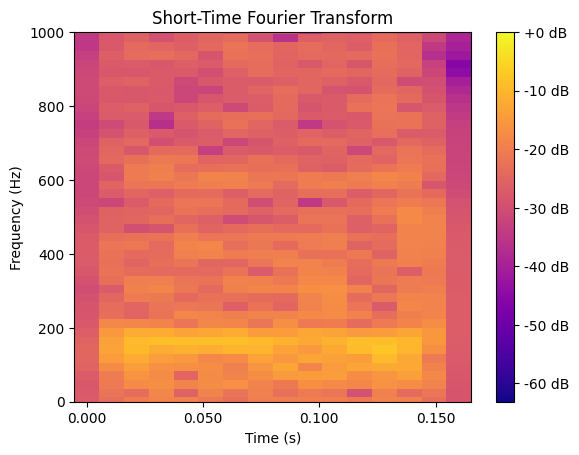 Short-Time Fourier Transform
1000
800
600
400
200
0
Frequency (Hz)
0.000
0.050
0.100
0.150
Time (s)
+0 dB
-10 dB
-20 dB
-30 dB
-40 dB
-50 dB
-60 dB